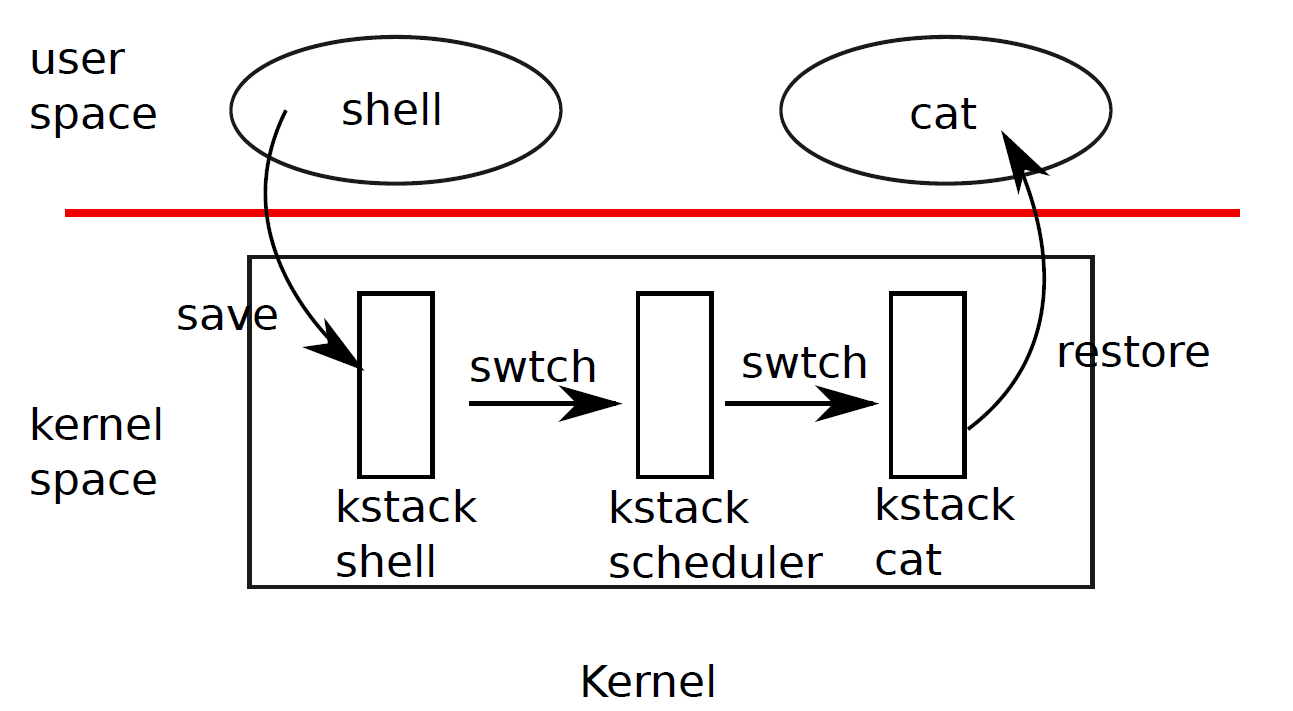 user
space
shell
cat
save
swtch
swtch
restore
kernel
space
kstack
shell
kstack
scheduler
kstack
cat
Kernel